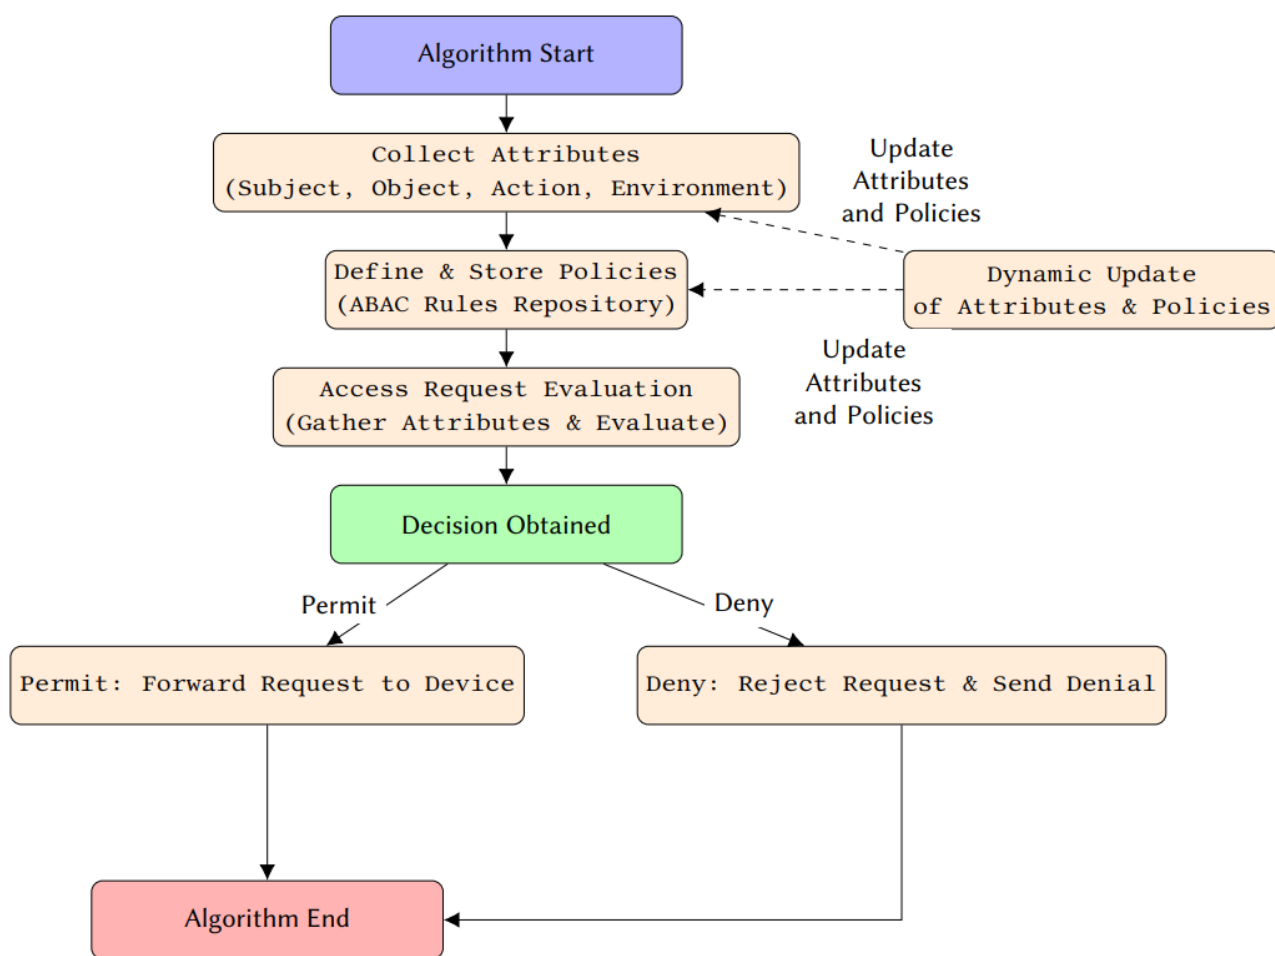 Algorithm Start
Collect Attributes
(Subject, Object, Action, Environment)
Update
Attributes
and Policies
Define & Store Policies
(ABAC Rules Repository)
Dynamic Update
of Attributes & Policies
Update
Attributes
and Policies
Access Request Evaluation
(Gather Attributes & Evaluate)
Decision Obtained
Permit
Deny
Permit: Forward Request to Device
Deny: Reject Request & Send Denial
Algorithm End